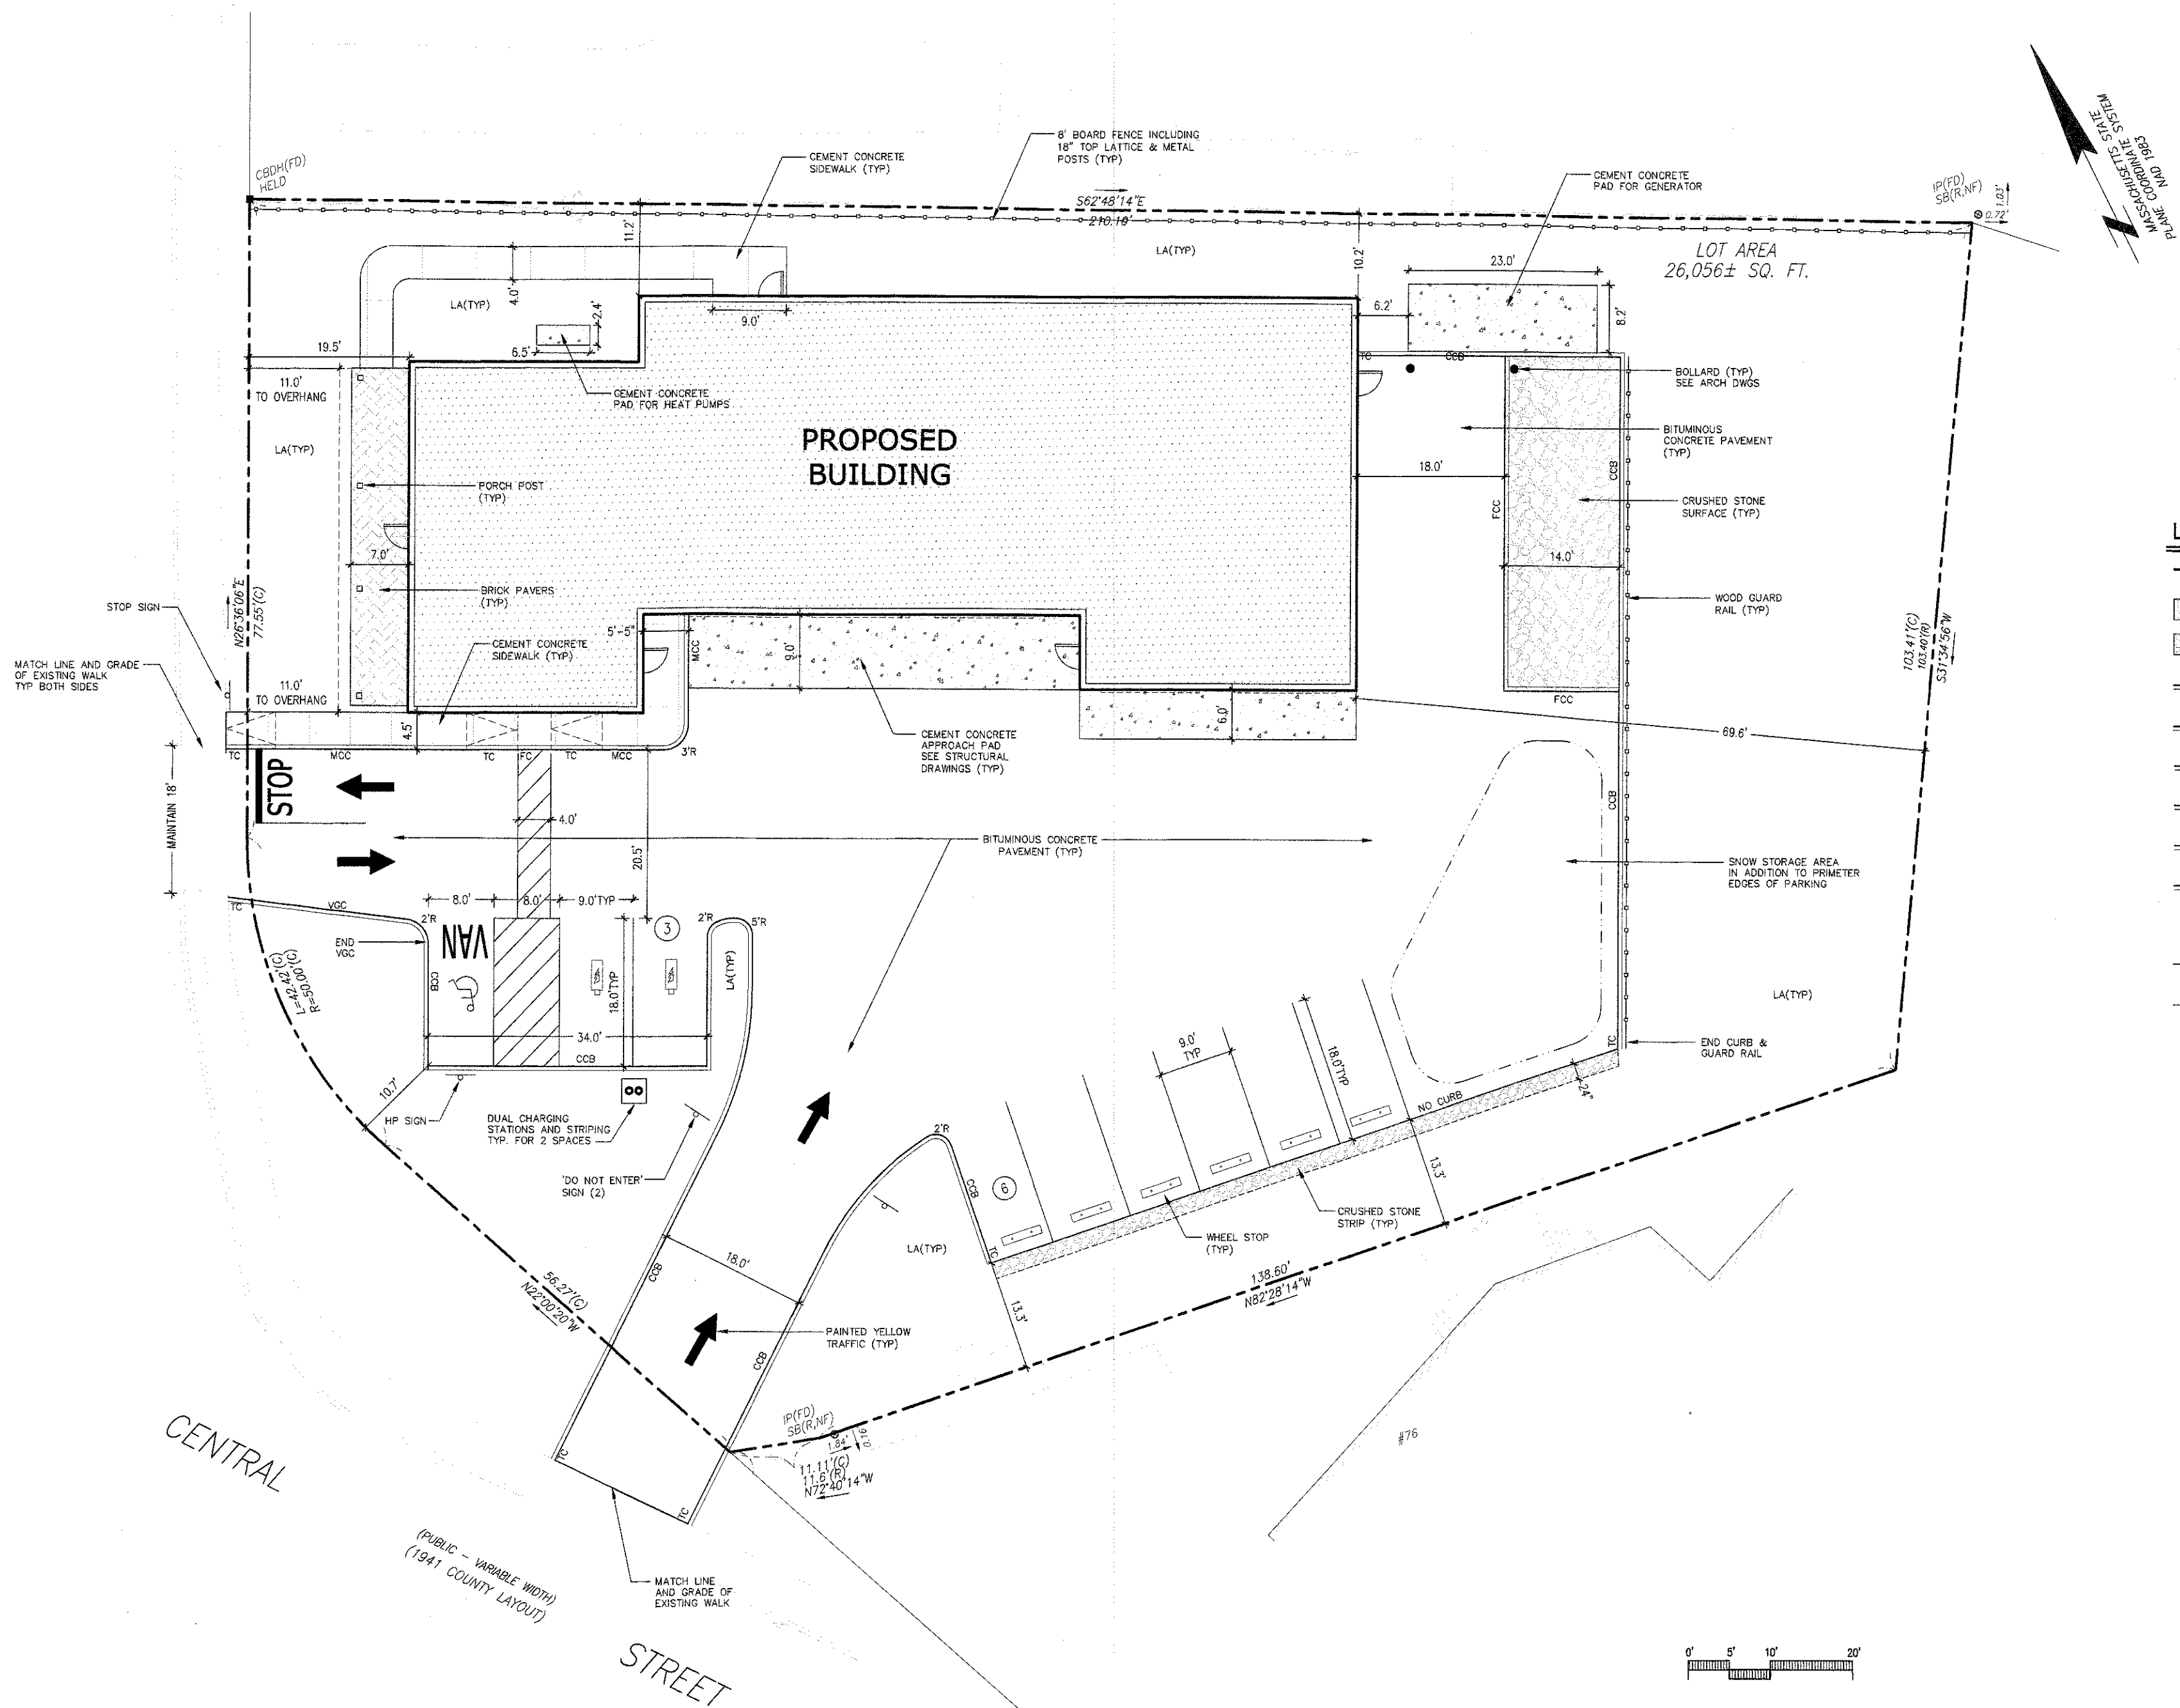 8' BOARD FENCE INCLUDING
18" TOP LATTICE & METAL
POSTS (TYP)
CEMENT CONCRETE
SIDEWALK (TYP)
CBDH(FD)
HELD
CEMENT CONCRETE
PAD FOR GENERATOR
MASSACHUSETTS STATE
PLANE COORDINATE SYSTEM
NAD 1983
IP(FD)
SB(R,NF)
1.03'
0.72'
S62°48'14"E
210.16'
LA(TYP)
LOT AREA
26,056± SQ. FT.
11.2'
10.2'
23.0'
8.2'
6.2'
4.0'
LA(TYP)
2.4'
6.5'
9.0'
19.5'
11.0'
TO OVERHANG
CEMENT CONCRETE
PAD FOR HEAT PUMPS
TC
CCB
BOLLARD (TYP)
SEE ARCH DWGS
LA(TYP)
PROPOSED
BUILDING
BITUMINOUS
CONCRETE PAVEMENT
(TYP)
18.0'
CCB
PORCH POST
(TYP)
FCC
CRUSHED STONE
SURFACE (TYP)
7.0'
14.0'
BRICK PAVERS
(TYP)
WOOD GUARD
RAIL (TYP)
STOP SIGN
N26°36'06"E
77.55'(C)
103.41'(C)
103.40'(R)
S31°34'56"W
MATCH LINE AND GRADE
OF EXISTING WALK
TYP BOTH SIDES
CEMENT CONCRETE
SIDEWALK (TYP)
5'-5"
MCC
9.0'
11.0'
TO OVERHANG
4.5'
6.0'
FCC
69.6'
CEMENT CONCRETE
APPROACH PAD
SEE STRUCTURAL
DRAWINGS (TYP)
TC
MCC
TC
FC
TC
MCC
3'R
STOP
MAINTAIN 18'
4.0'
20.5'
BITUMINOUS CONCRETE
PAVEMENT (TYP)
CCB
SNOW STORAGE AREA
IN ADDITION TO PRIMETER
EDGES OF PARKING
TC
VGC
8.0'
8.0'
9.0'TYP
2'R
2'R
5'R
3
END
VGC
VAN
CCB
LA(TYP)
18.0'TYP
L=42.42'(C)
R=50.00'(C)
34.0'
CCB
LA(TYP)
9.0'
TYP
18.0'TYP
TC
END CURB &
GUARD RAIL
10.7'
NO CURB
24"
HP SIGN
DUAL CHARGING
STATIONS AND STRIPING
TYP. FOR 2 SPACES
2'R
'DO NOT ENTER'
SIGN (2)
CCB
6
13.3'
CRUSHED STONE
STRIP (TYP)
WHEEL STOP
(TYP)
LA(TYP)
TC
18.0'
CCB
56.27'(C)
N22°00'20"W
138.60'
N82°28'14"W
13.3'
PAINTED YELLOW
TRAFFIC (TYP)
CCB
IP(FD)
SB(R,NF)
1.84'
0.16'
11.11'(C)
11.6'(R)
N72°40'14"W
#76
TC
TC
CENTRAL
(PUBLIC - VARIABLE WIDTH)
(1941 COUNTY LAYOUT)
MATCH LINE
AND GRADE OF
EXISTING WALK
STREET
0' 5' 10' 20'